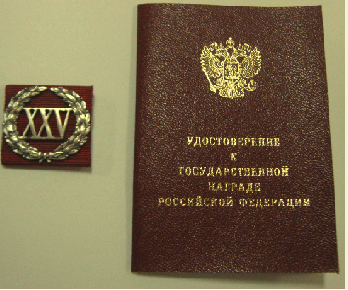 XXV
УДОСТОВЕРЕНИЕ
К
ГОСУДАРСТВЕННОЙ
НАГРАДЕ
РОССИЙСКОЙ ФЕДЕРАЦИИ